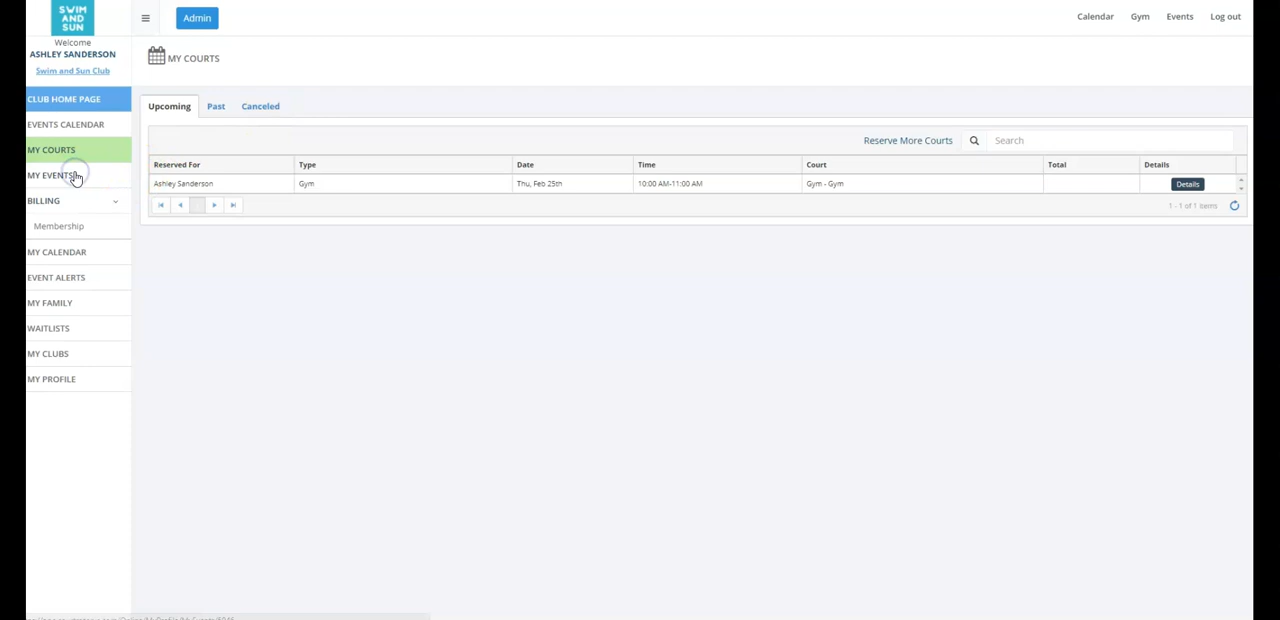 SWIM
AND
SUN
Admin
Calendar Gym Events Log out
Welcome
ASHLEY SANDERSON
Swim and Sun Club
MY COURTS
CLUB HOME PAGE
EVENTS CALENDAR
MY COURTS
MY EVENTS
BILLING
Membership
MY CALENDAR
EVENT ALERTS
MY FAMILY
WAITLISTS
MY CLUBS
MY PROFILE
Upcoming Past Canceled
Reserve More Courts Search
Reserved For Type Date Time Court Total Details
Ashley Sanderson Gym Thu, Feb 25th 10:00 AM-11:00 AM Gym - Gym Details
1 - 1 of 1 items